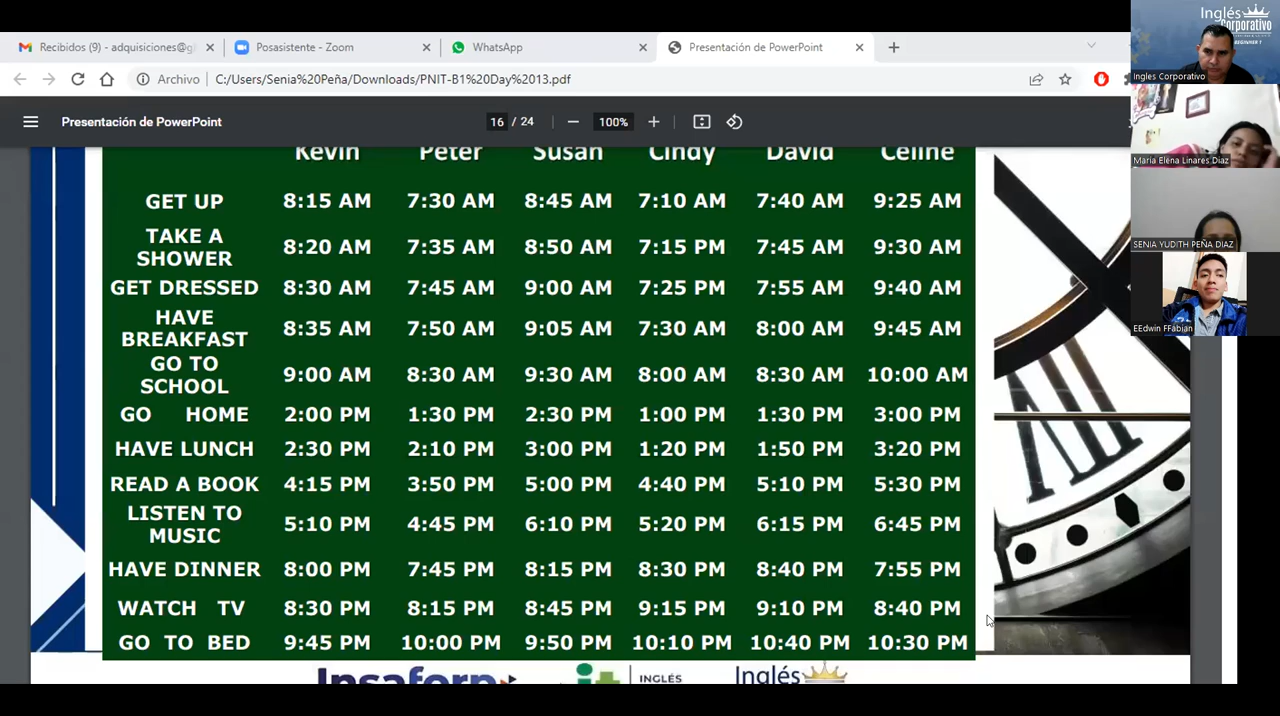 Recibidos (9) - adquisiciones@g
Posasistente - Zoom
WhatsApp
Presentación de PowerPoint
Archivo
C:/Users/Senia%20Peña/Downloads/PNIT-B1%20Day%2013.pdf
Presentación de PowerPoint
16 / 24
100%
Kevin Peter Susan Cindy David Celine
GET UP 8:15 AM 7:30 AM 8:45 AM 7:10 AM 7:40 AM 9:25 AM
TAKE A
SHOWER 8:20 AM 7:35 AM 8:50 AM 7:15 PM 7:45 AM 9:30 AM
GET DRESSED 8:30 AM 7:45 AM 9:00 AM 7:25 PM 7:55 AM 9:40 AM
HAVE
BREAKFAST 8:35 AM 7:50 AM 9:05 AM 7:30 AM 8:00 AM 9:45 AM
GO TO
SCHOOL 9:00 AM 8:30 AM 9:30 AM 8:00 AM 8:30 AM 10:00 AM
GO HOME 2:00 PM 1:30 PM 2:30 PM 1:00 PM 1:30 PM 3:00 PM
HAVE LUNCH 2:30 PM 2:10 PM 3:00 PM 1:20 PM 1:50 PM 3:20 PM
READ A BOOK 4:15 PM 3:50 PM 5:00 PM 4:40 PM 5:10 PM 5:30 PM
LISTEN TO
MUSIC 5:10 PM 4:45 PM 6:10 PM 5:20 PM 6:15 PM 6:45 PM
HAVE DINNER 8:00 PM 7:45 PM 8:15 PM 8:30 PM 8:40 PM 7:55 PM
WATCH TV 8:30 PM 8:15 PM 8:45 PM 9:15 PM 9:10 PM 8:40 PM
GO TO BED 9:45 PM 10:00 PM 9:50 PM 10:10 PM 10:40 PM 10:30 PM
Insaforp
it
INGLÉS
Inglés
Inglés
Corporativo
BEGINNER 1
Ingles Corporativo
María Elena Linares Diaz
SENIA YUDITH PEÑA DIAZ
EEdwin FFabian